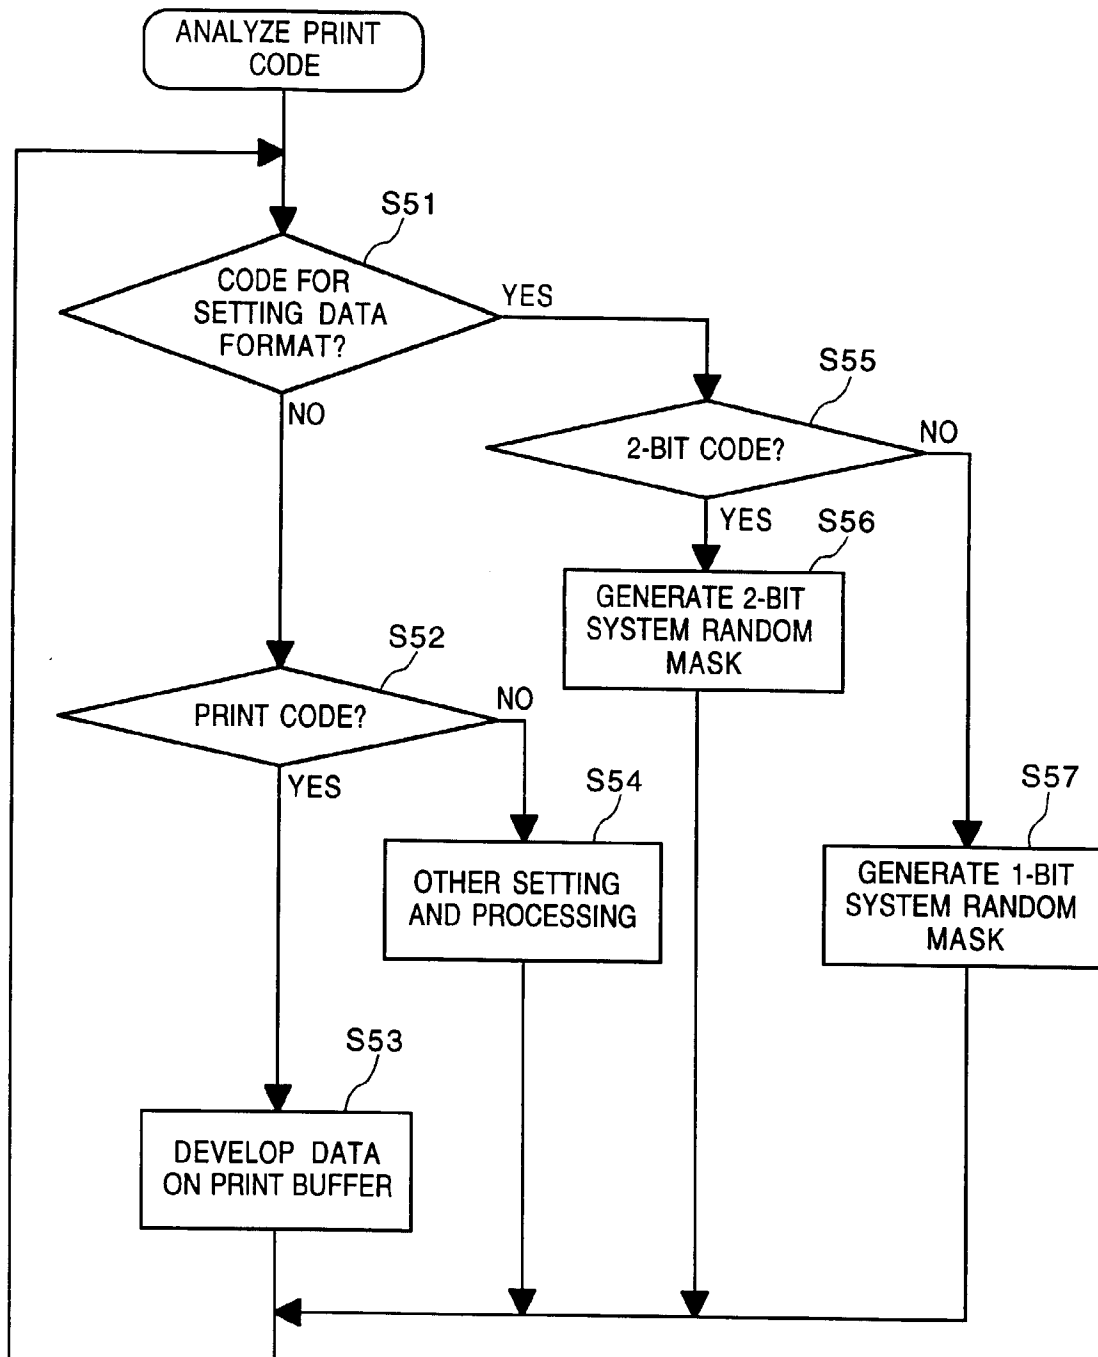 ANALYZE PRINT
CODE
S51
CODE FOR
SETTING DATA
FORMAT?
YES
NO
S55
2-BIT CODE?
NO
YES
S56
GENERATE 2-BIT
SYSTEM RANDOM
MASK
S52
PRINT CODE?
NO
YES
S54
OTHER SETTING
AND PROCESSING
S57
GENERATE 1-BIT
SYSTEM RANDOM
MASK
S53
DEVELOP DATA
ON PRINT BUFFER